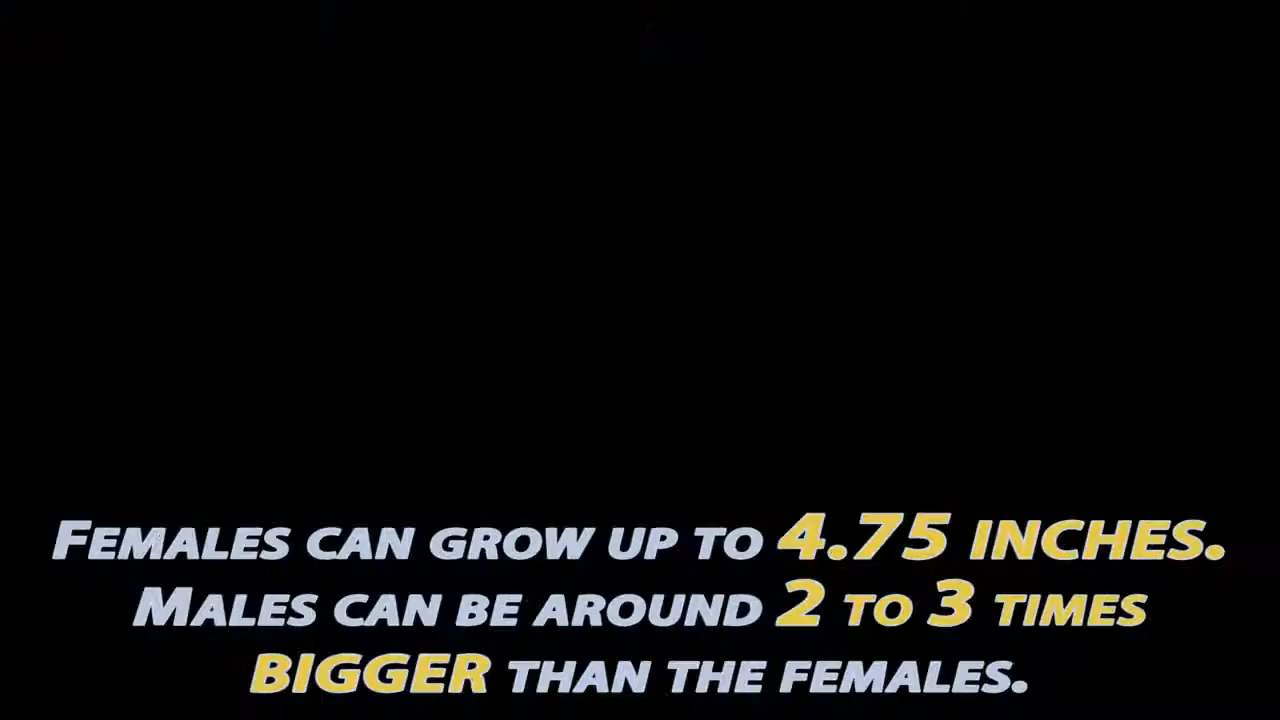 Females can grow up to 4.75 inches.
Males can be around 2 to 3 times
bigger than the females.